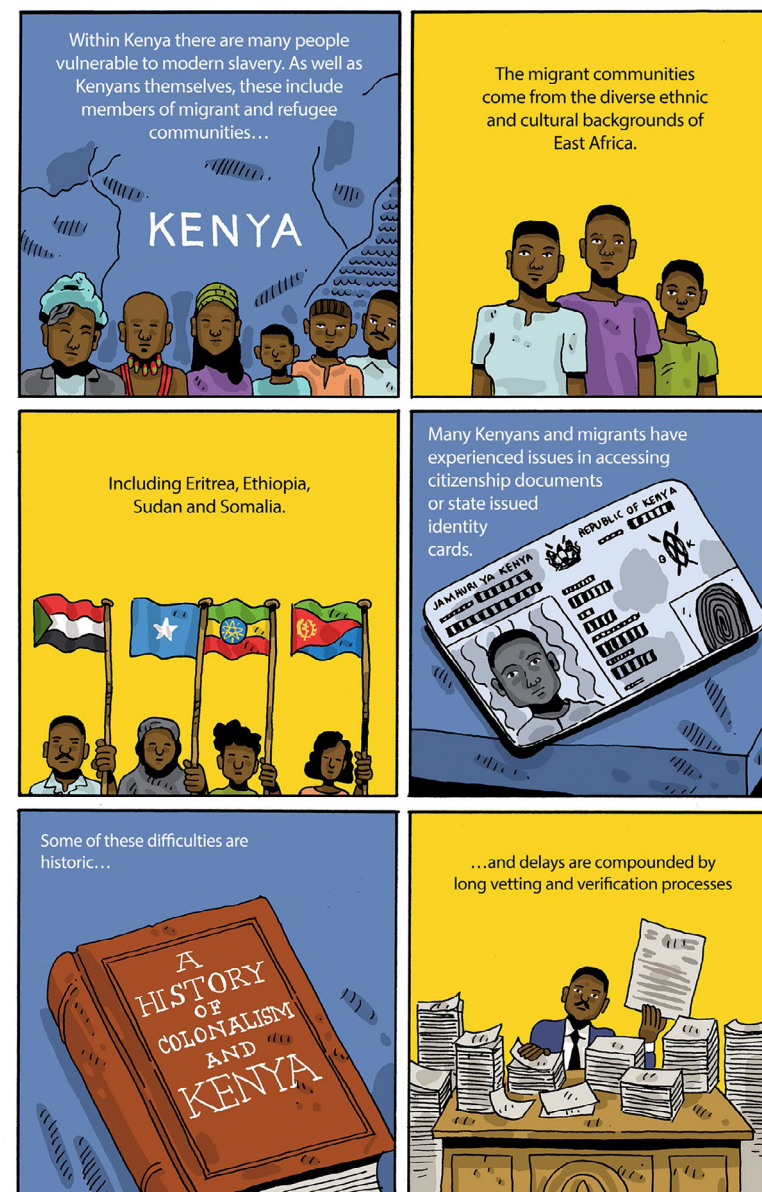 Within Kenya there are many people
vulnerable to modern slavery. As well as
Kenyans themselves, these include
members of migrant and refugee
communities…
KENYA
The migrant communities
come from the diverse ethnic
and cultural backgrounds of
East Africa.
Including Eritrea, Ethiopia,
Sudan and Somalia.
Many Kenyans and migrants have
experienced issues in accessing
citizenship documents
or state issued
identity
cards.
JAMHURI YA KENYA
REPUBLIC OF KENYA
B K
Some of these difficulties are
historic…
A
HISTORY
OF
COLONALISM
AND
KENYA
…and delays are compounded by
long vetting and verification processes